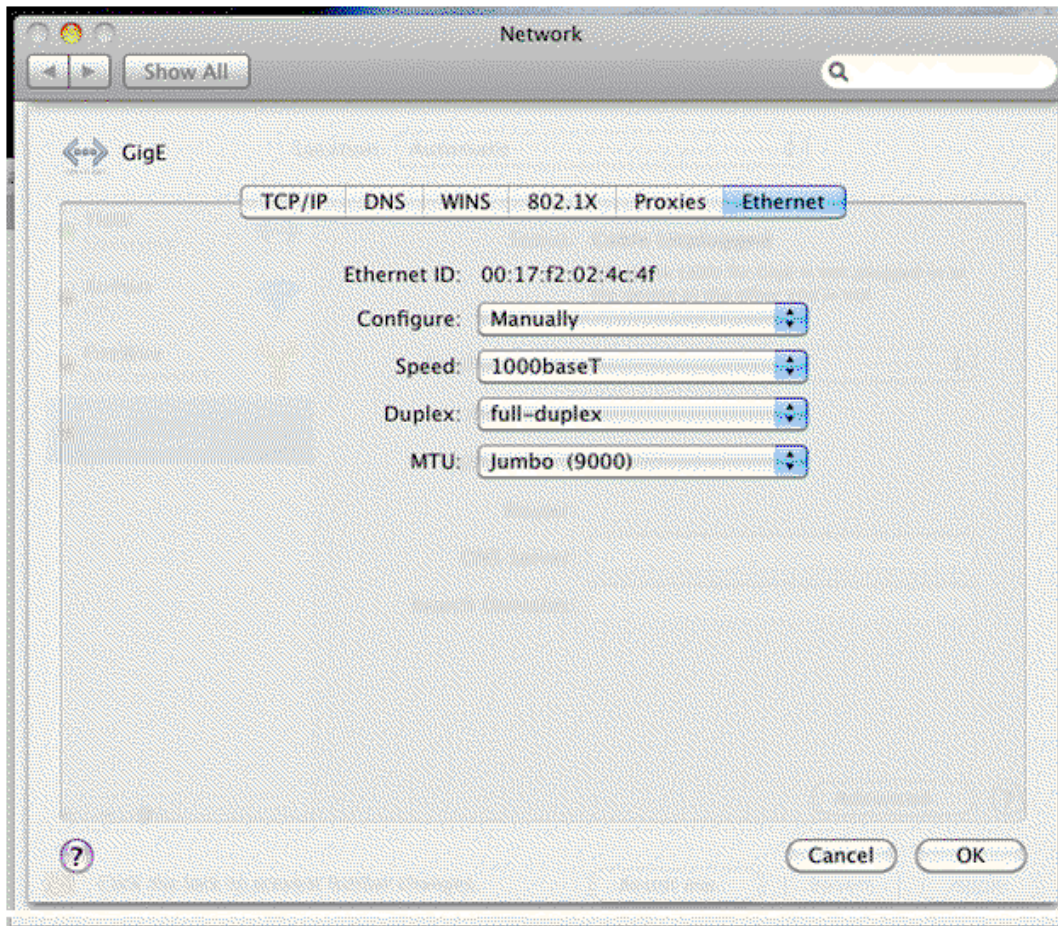 Network
Show All
GigE
TCP/IP DNS WINS 802.1X Proxies Ethernet
Ethernet ID: 00:17:f2:02:4c:4f
Configure: Manually
Speed: 1000baseT
Duplex: full-duplex
MTU: Jumbo (9000)
?
Cancel OK